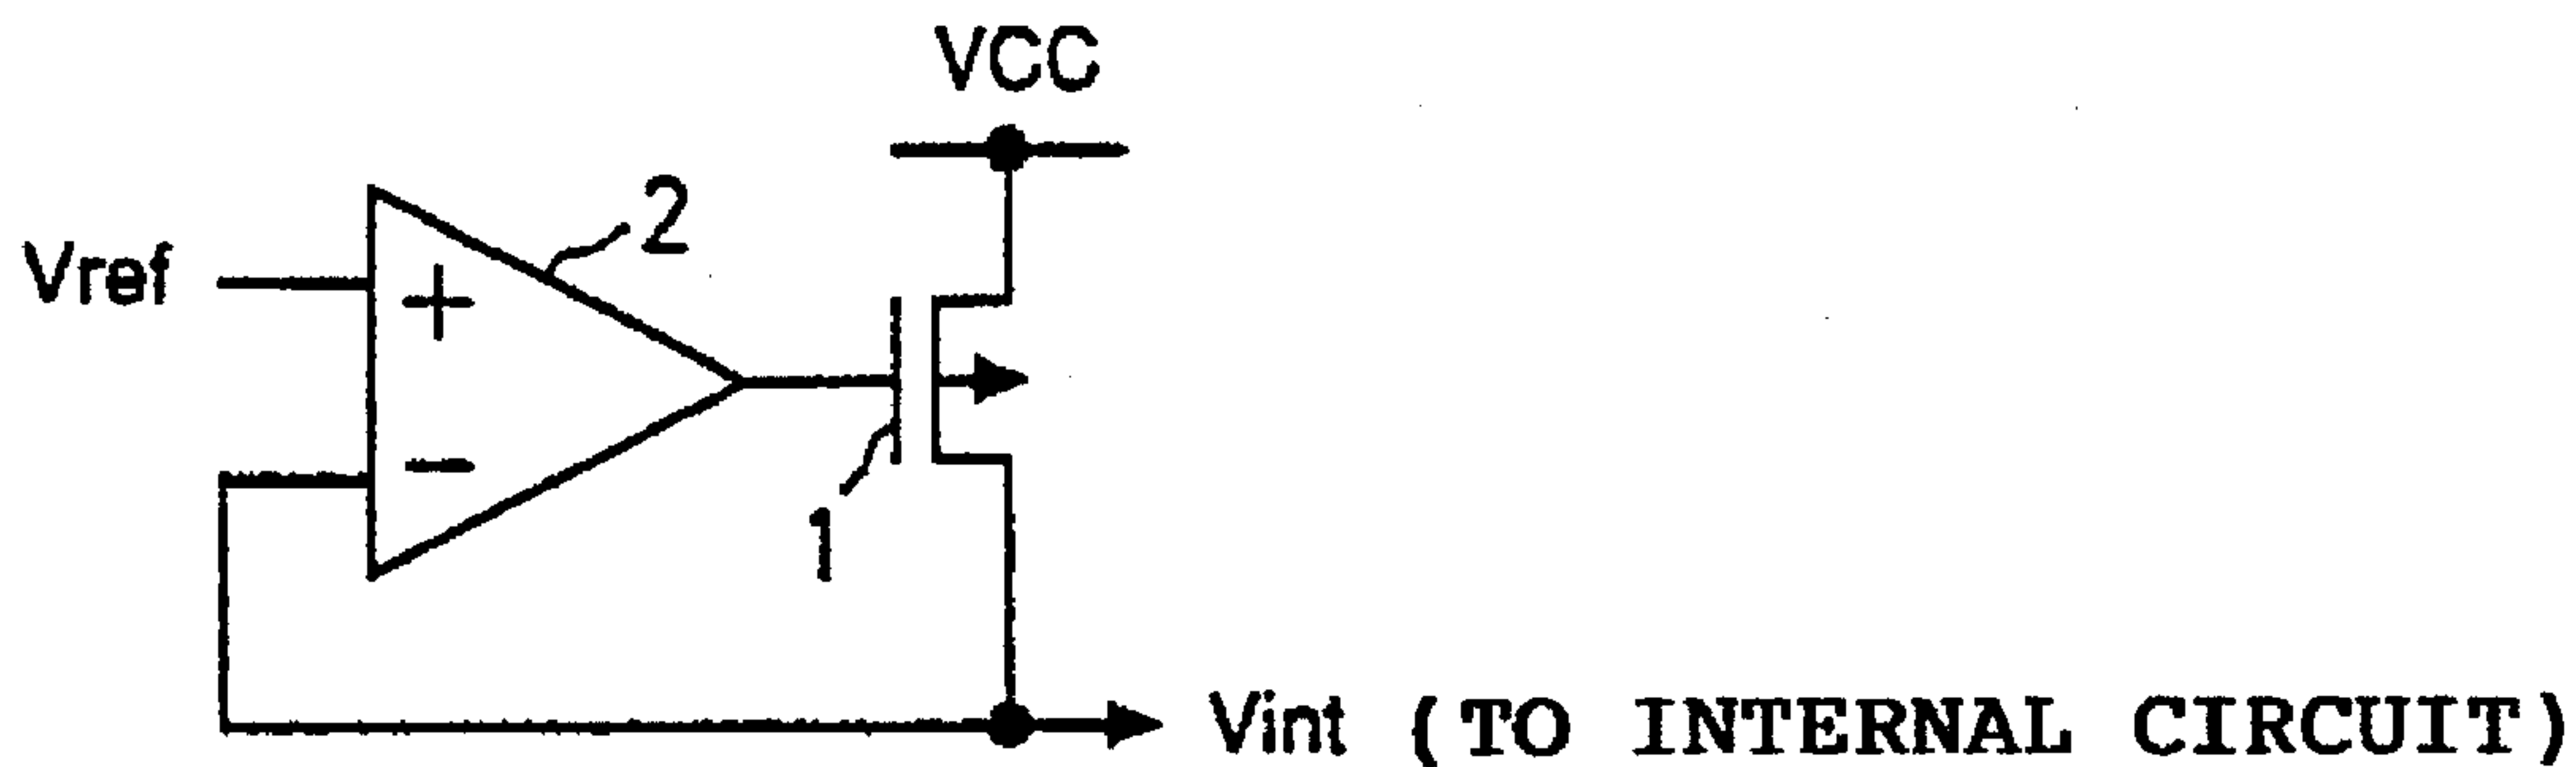 VCC
2
Vref
+
−
1
Vint (TO INTERNAL CIRCUIT)